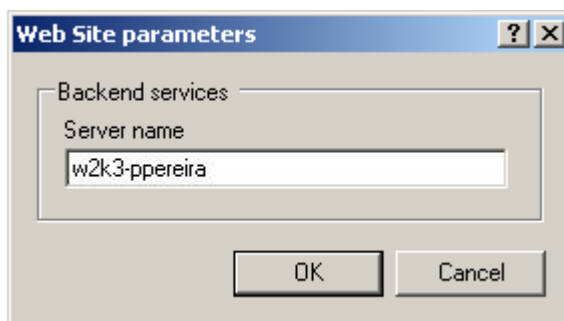 Web Site parameters
Backend services
Server name
w2k3-ppereira
OK Cancel